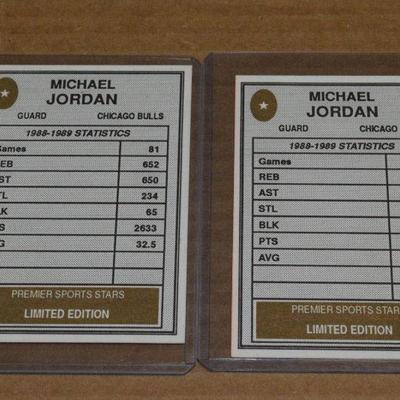 MICHAEL
JORDAN
GUARD CHICAGO BULLS
1988-1989 STATISTICS
Games 81
REB 652
AST 650
STL 234
BLK 65
PTS 2633
AVG 32.5
PREMIER SPORTS STARS
LIMITED EDITION
MICHAEL
JORDAN
GUARD CHICAGO
1988-1989 STATISTICS
Games
REB
AST
STL
BLK
PTS
AVG
PREMIER SPORTS STARS
LIMITED EDITION